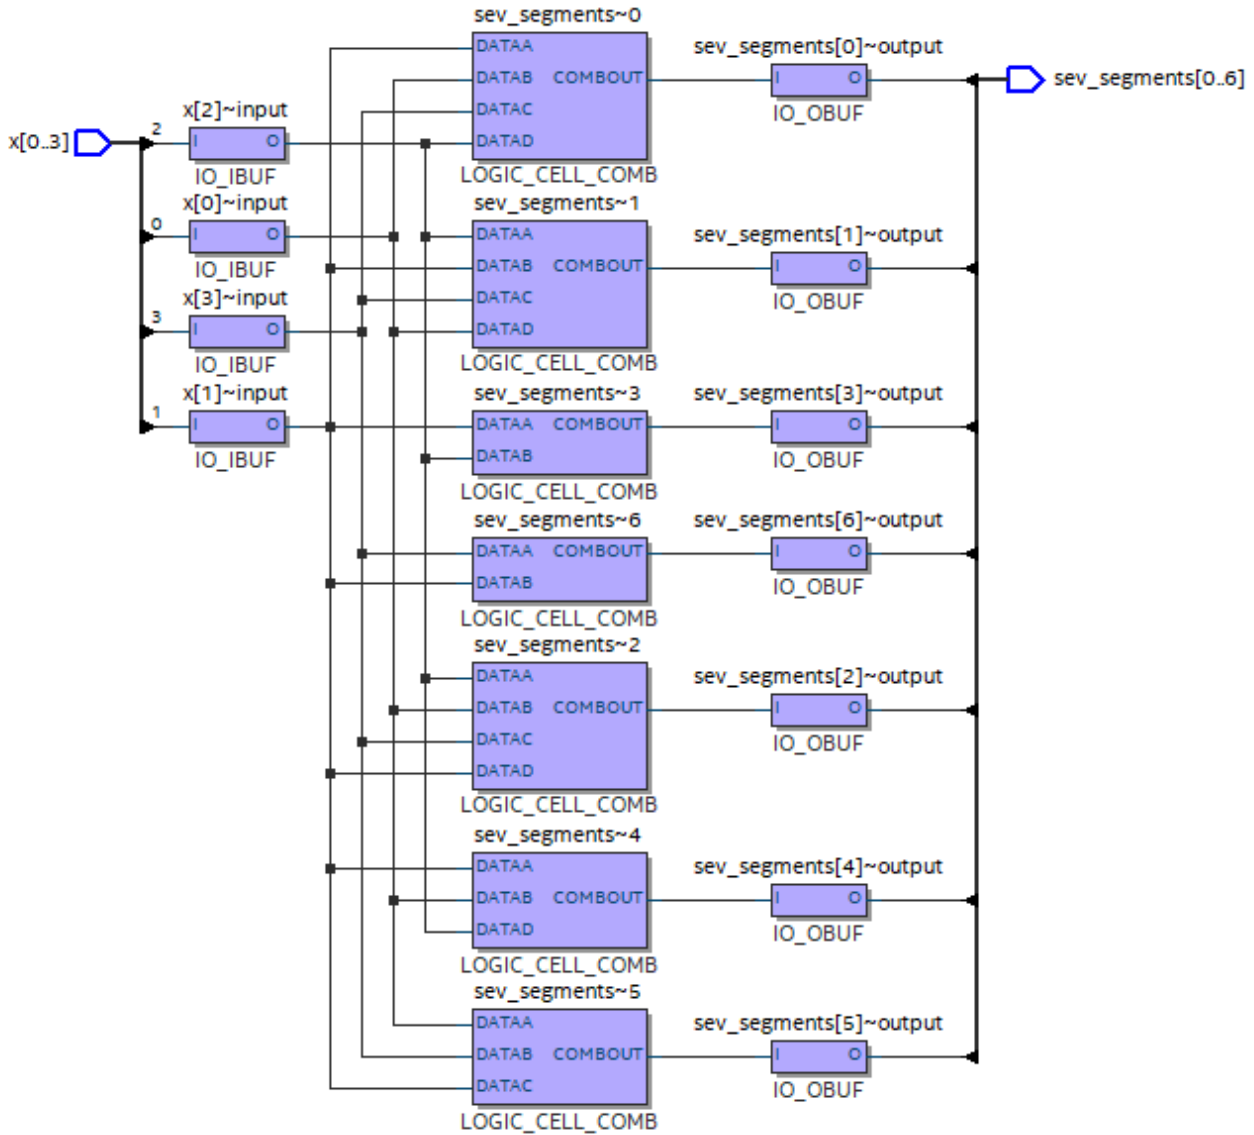 x[0..3]
2
x[2]~input
I O
IO_IBUF
0
x[0]~input
I O
IO_IBUF
3
x[3]~input
I O
IO_IBUF
1
x[1]~input
I O
IO_IBUF
sev_segments~0
DATAA
DATAB COMBOUT
DATAC
DATAD
LOGIC_CELL_COMB
sev_segments[0]~output
I O
IO_OBUF
sev_segments[0..6]
sev_segments~1
DATAA
DATAB COMBOUT
DATAC
DATAD
LOGIC_CELL_COMB
sev_segments[1]~output
I O
IO_OBUF
sev_segments~3
DATAA COMBOUT
DATAB
LOGIC_CELL_COMB
sev_segments[3]~output
I O
IO_OBUF
sev_segments~6
DATAA COMBOUT
DATAB
LOGIC_CELL_COMB
sev_segments[6]~output
I O
IO_OBUF
sev_segments~2
DATAA
DATAB COMBOUT
DATAC
DATAD
LOGIC_CELL_COMB
sev_segments[2]~output
I O
IO_OBUF
sev_segments~4
DATAA
DATAB COMBOUT
DATAD
LOGIC_CELL_COMB
sev_segments[4]~output
I O
IO_OBUF
sev_segments~5
DATAA
DATAB COMBOUT
DATAC
LOGIC_CELL_COMB
sev_segments[5]~output
I O
IO_OBUF